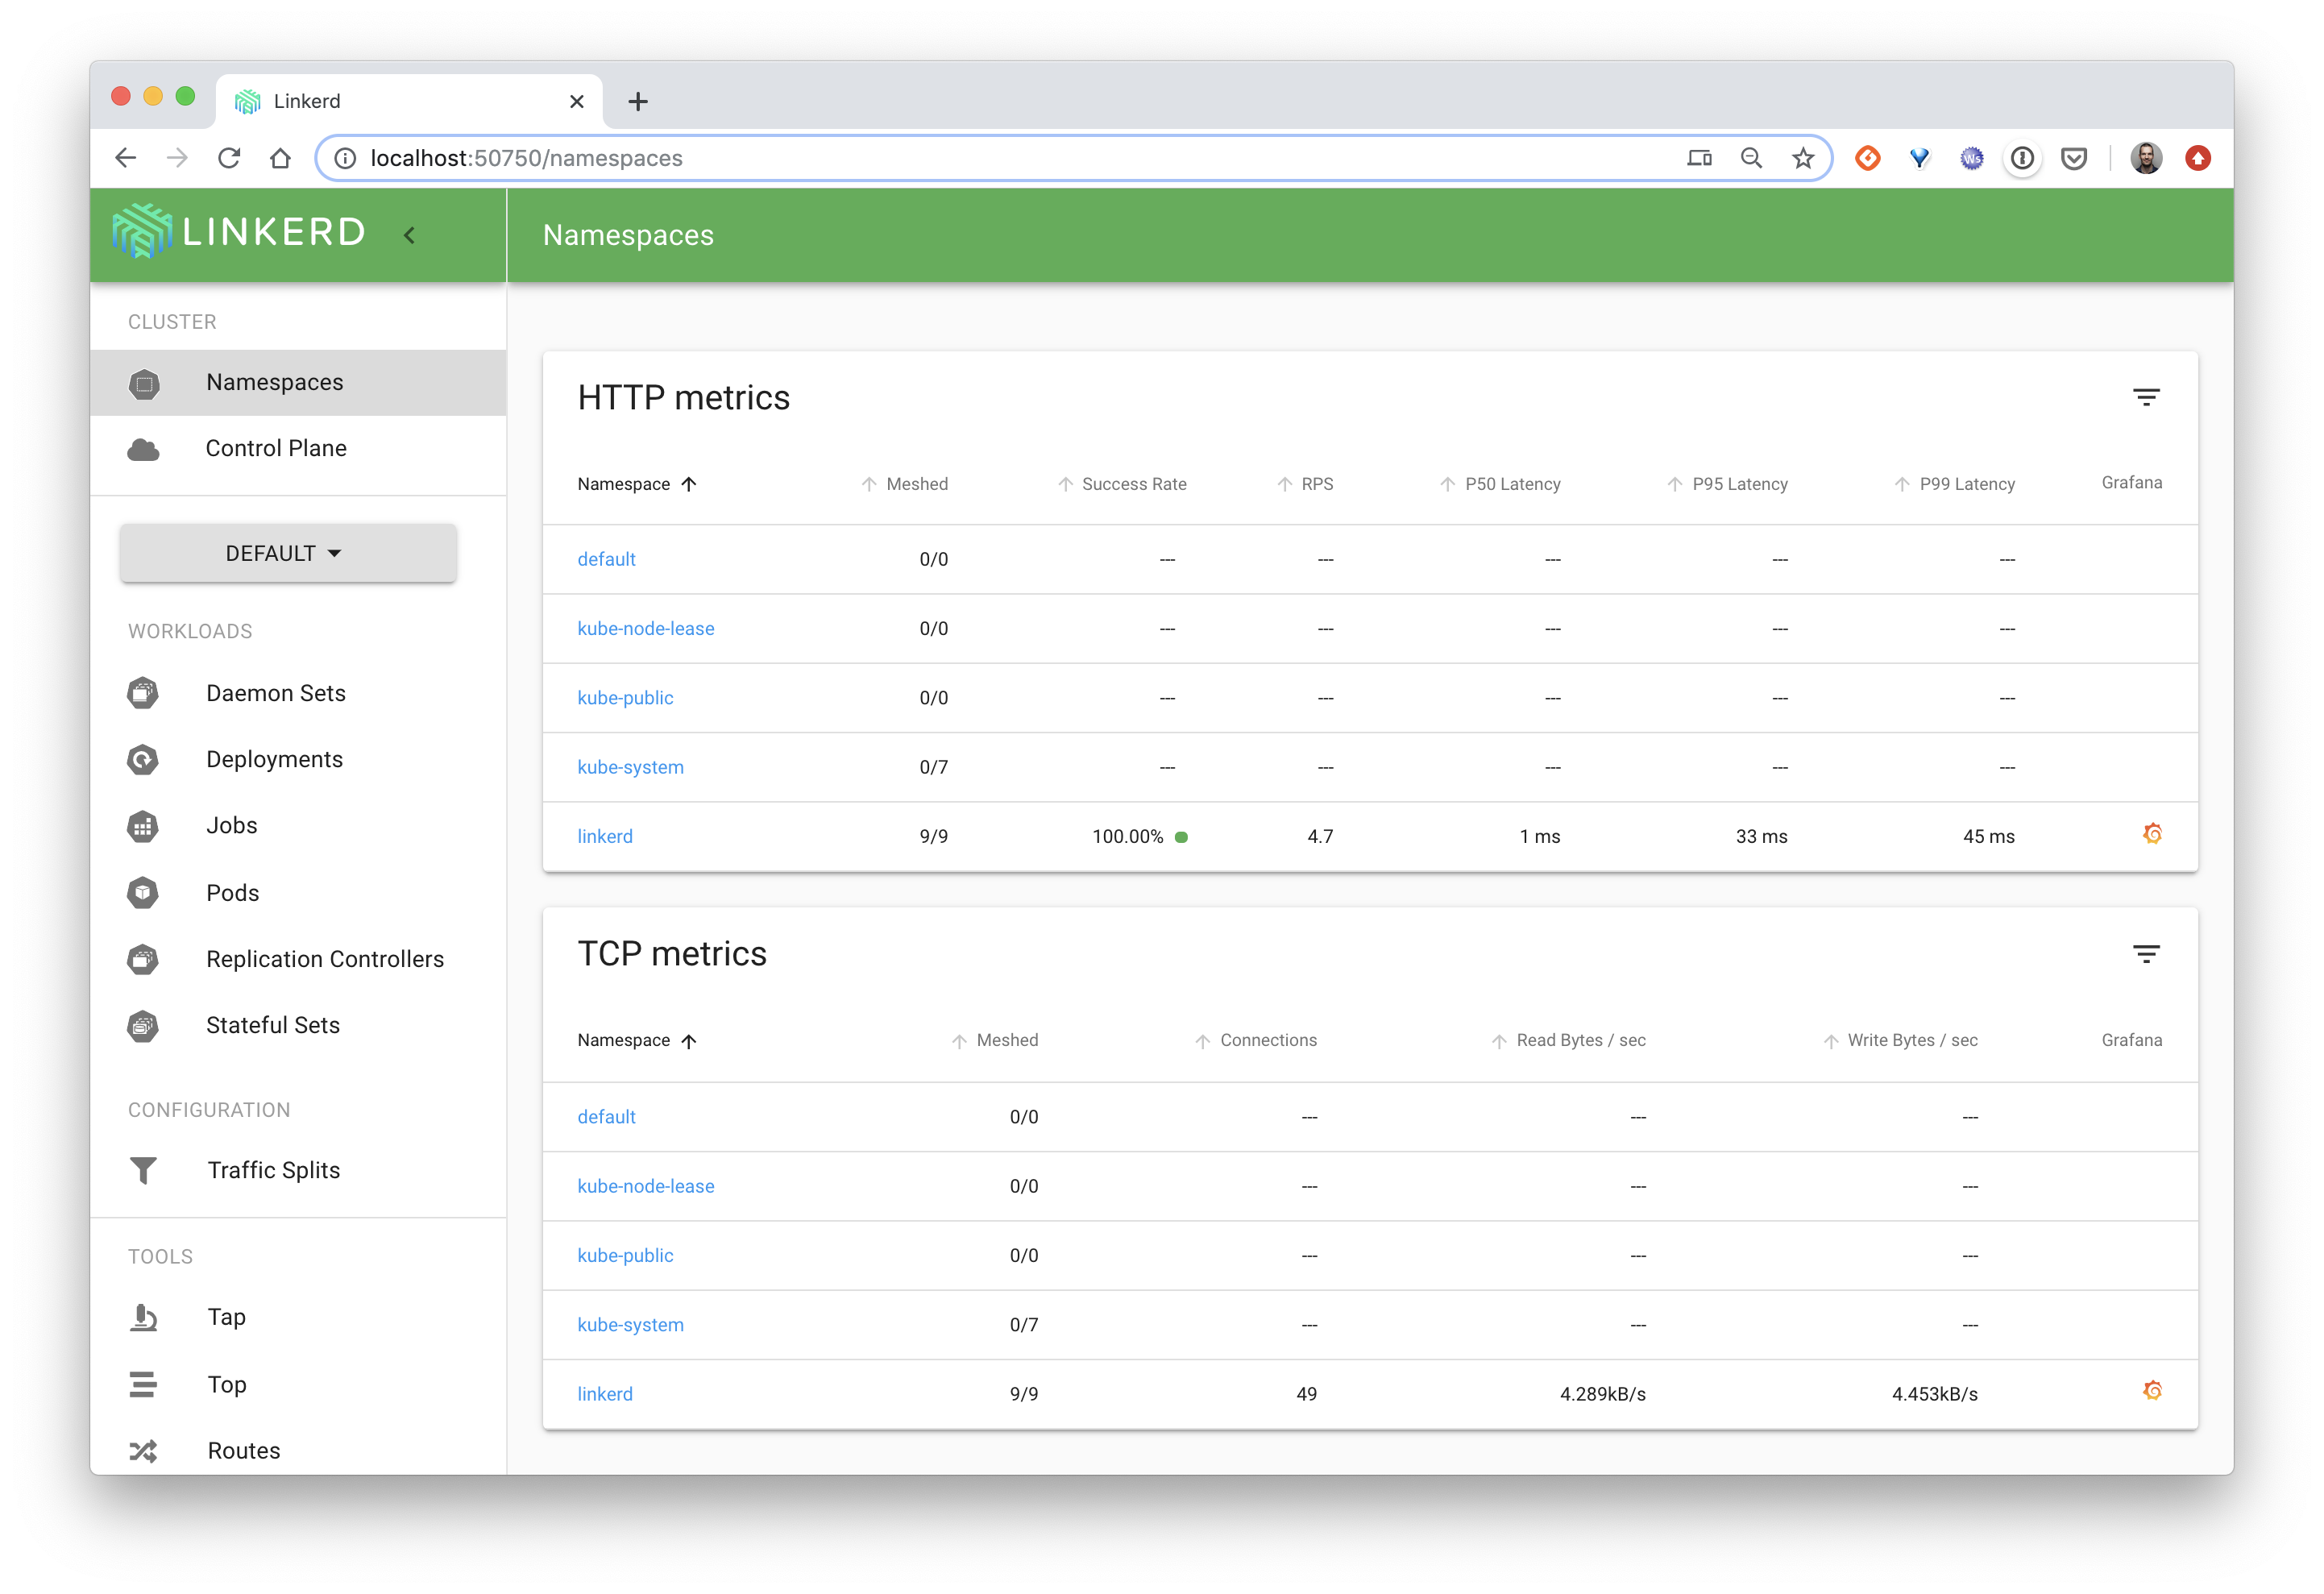 Linkerd
localhost:50750/namespaces
LINKERD
Namespaces
CLUSTER
Namespaces
Control Plane
DEFAULT
WORKLOADS
Daemon Sets
Deployments
Jobs
Pods
Replication Controllers
Stateful Sets
CONFIGURATION
Traffic Splits
TOOLS
Tap
Top
Routes
HTTP metrics
Namespace Meshed Success Rate RPS P50 Latency P95 Latency P99 Latency Grafana
default 0/0 --- --- --- --- ---
kube-node-lease 0/0 --- --- --- --- ---
kube-public 0/0 --- --- --- --- ---
kube-system 0/7 --- --- --- --- ---
linkerd 9/9 100.00% 4.7 1 ms 33 ms 45 ms
TCP metrics
Namespace Meshed Connections Read Bytes / sec Write Bytes / sec Grafana
default 0/0 --- --- ---
kube-node-lease 0/0 --- --- ---
kube-public 0/0 --- --- ---
kube-system 0/7 --- --- ---
linkerd 9/9 49 4.289kB/s 4.453kB/s